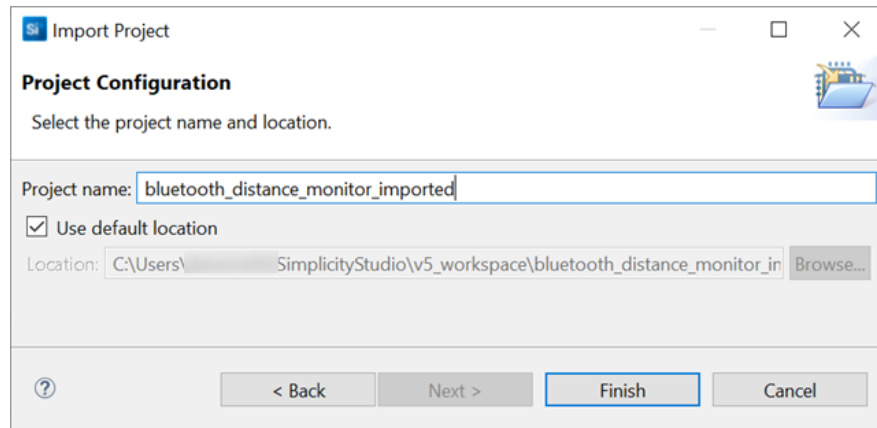 Si Import Project
Project Configuration
Select the project name and location.
Project name: bluetooth_distance_monitor_imported
Use default location
Location: C:\Users\ SimplicityStudio\v5_workspace\bluetooth_distance_monitor_in Browse...
? < Back Next > Finish Cancel